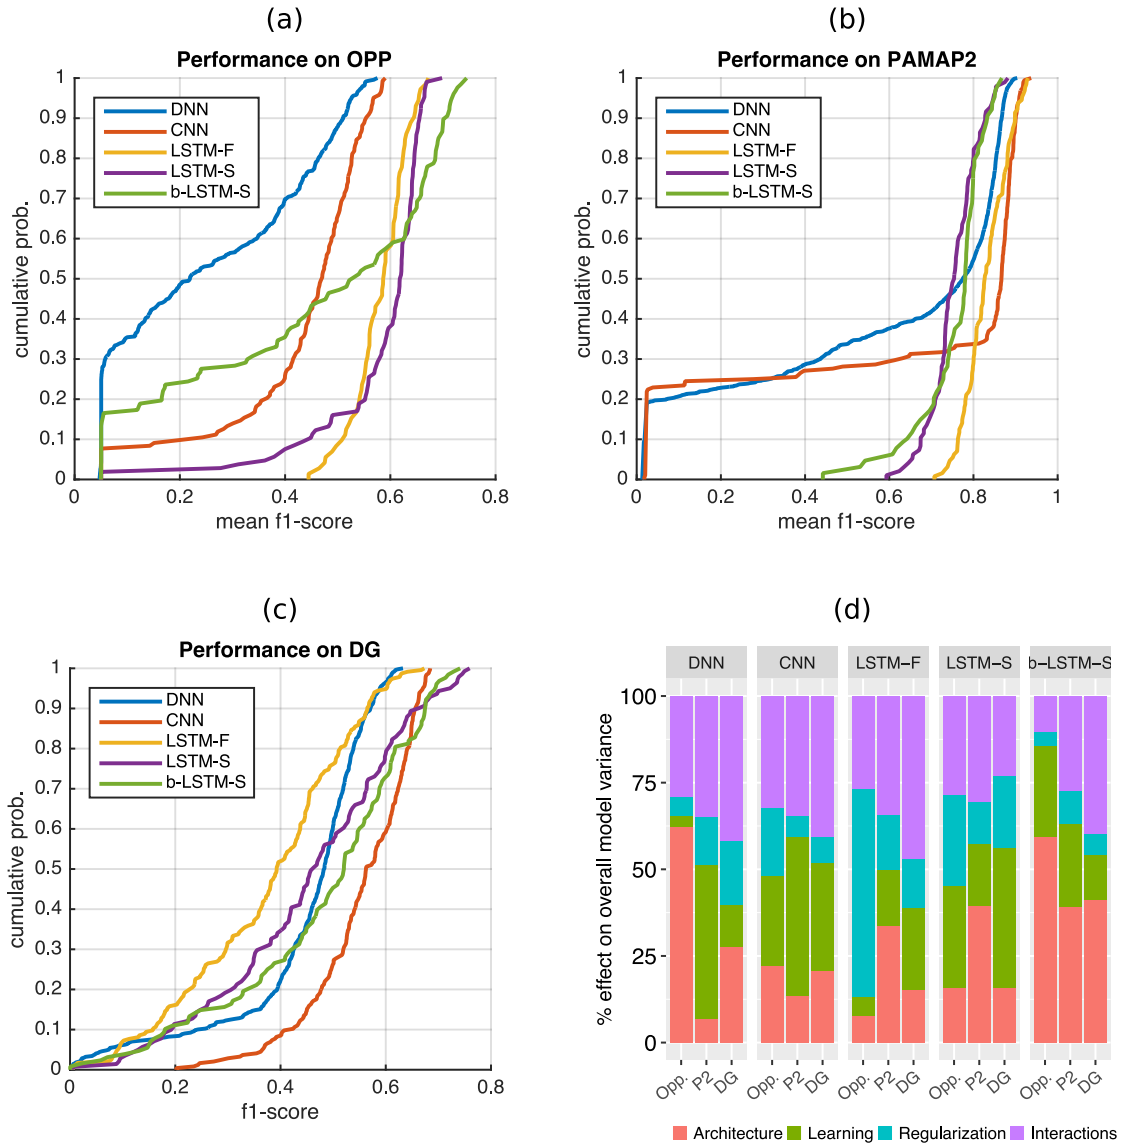 (a)
Performance on OPP
1
0.9
0.8
0.7
0.6
0.5
0.4
0.3
0.2
0.1
0
cumulative prob.
DNN
CNN
LSTM-F
LSTM-S
b-LSTM-S
0 0.2 0.4 0.6 0.8
mean f1-score
(b)
Performance on PAMAP2
1
0.9
0.8
0.7
0.6
0.5
0.4
0.3
0.2
0.1
0
cumulative prob.
DNN
CNN
LSTM-F
LSTM-S
b-LSTM-S
0 0.2 0.4 0.6 0.8 1
mean f1-score
(c)
Performance on DG
1
0.9
0.8
0.7
0.6
0.5
0.4
0.3
0.2
0.1
0
cumulative prob.
DNN
CNN
LSTM-F
LSTM-S
b-LSTM-S
0 0.2 0.4 0.6 0.8
f1-score
(d)
DNN CNN LSTM−F LSTM−S b−LSTM−S
100
75
50
25
0
% effect on overall model variance
Opp. P2 DG Opp. P2 DG Opp. P2 DG Opp. P2 DG Opp. P2 DG
Architecture Learning Regularization Interactions